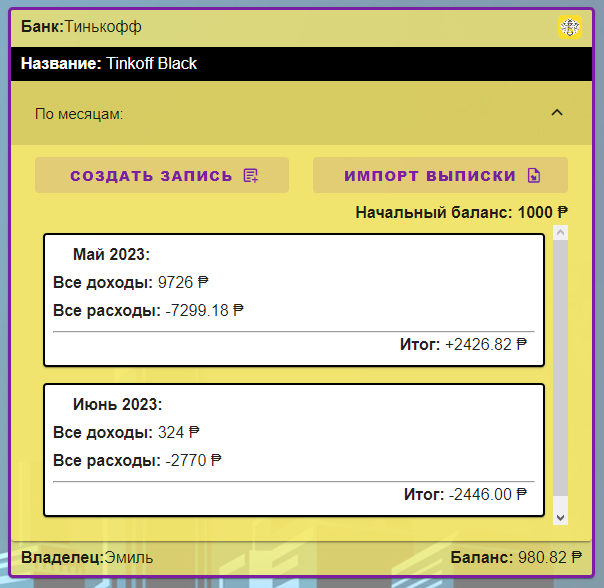 Банк:Тинькофф
Название: Tinkoff Black
По месяцам:
СОЗДАТЬ ЗАПИСЬ
ИМПОРТ ВЫПИСКИ
Начальный баланс: 1000 ₱
Май 2023:
Все доходы: 9726 ₱
Все расходы: -7299.18 ₱
Итог: +2426.82 ₱
Июнь 2023:
Все доходы: 324 ₱
Все расходы: -2770 ₱
Итог: -2446.00 ₱
Владелец:Эмиль
Баланс: 980.82 ₱